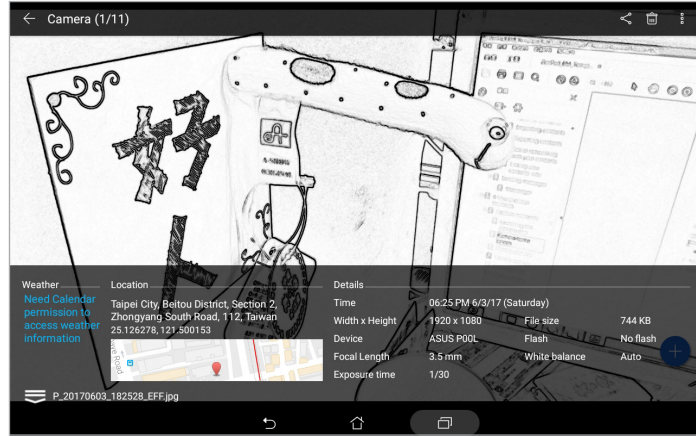 Camera (1/11)
好
Weather
Need Calendar
permission to
access weather
information
Location
Taipei City, Beitou District, Section 2,
Zhongyang South Road, 112, Taiwan
25.126278, 121.500153
Details
Time 06:25 PM 6/3/17 (Saturday)
Width x Height 1920 x 1080 File size 744 KB
Device ASUS P00L Flash No flash
Focal Length 3.5 mm White balance Auto
Exposure time 1/30
P_20170603_182528_EFF.jpg